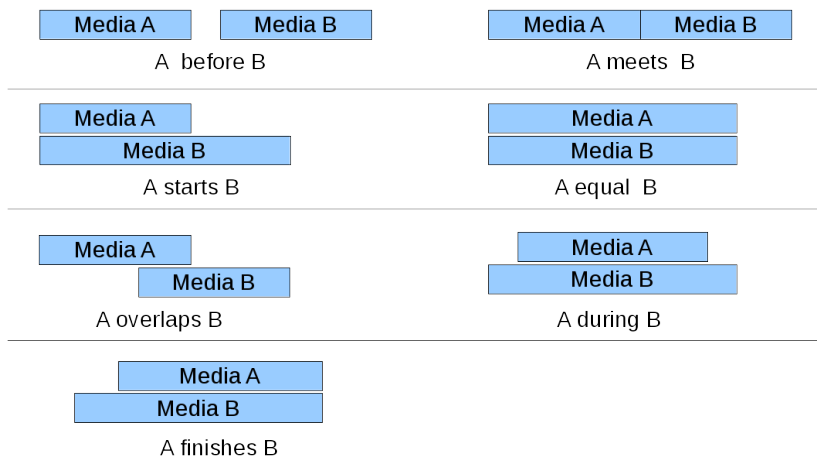 Media A Media B Media A Media B
A before B A meets B
Media A Media A
Media B Media B
A starts B A equal B
Media A Media A
Media B Media B
A overlaps B A during B
Media A
Media B
A finishes B